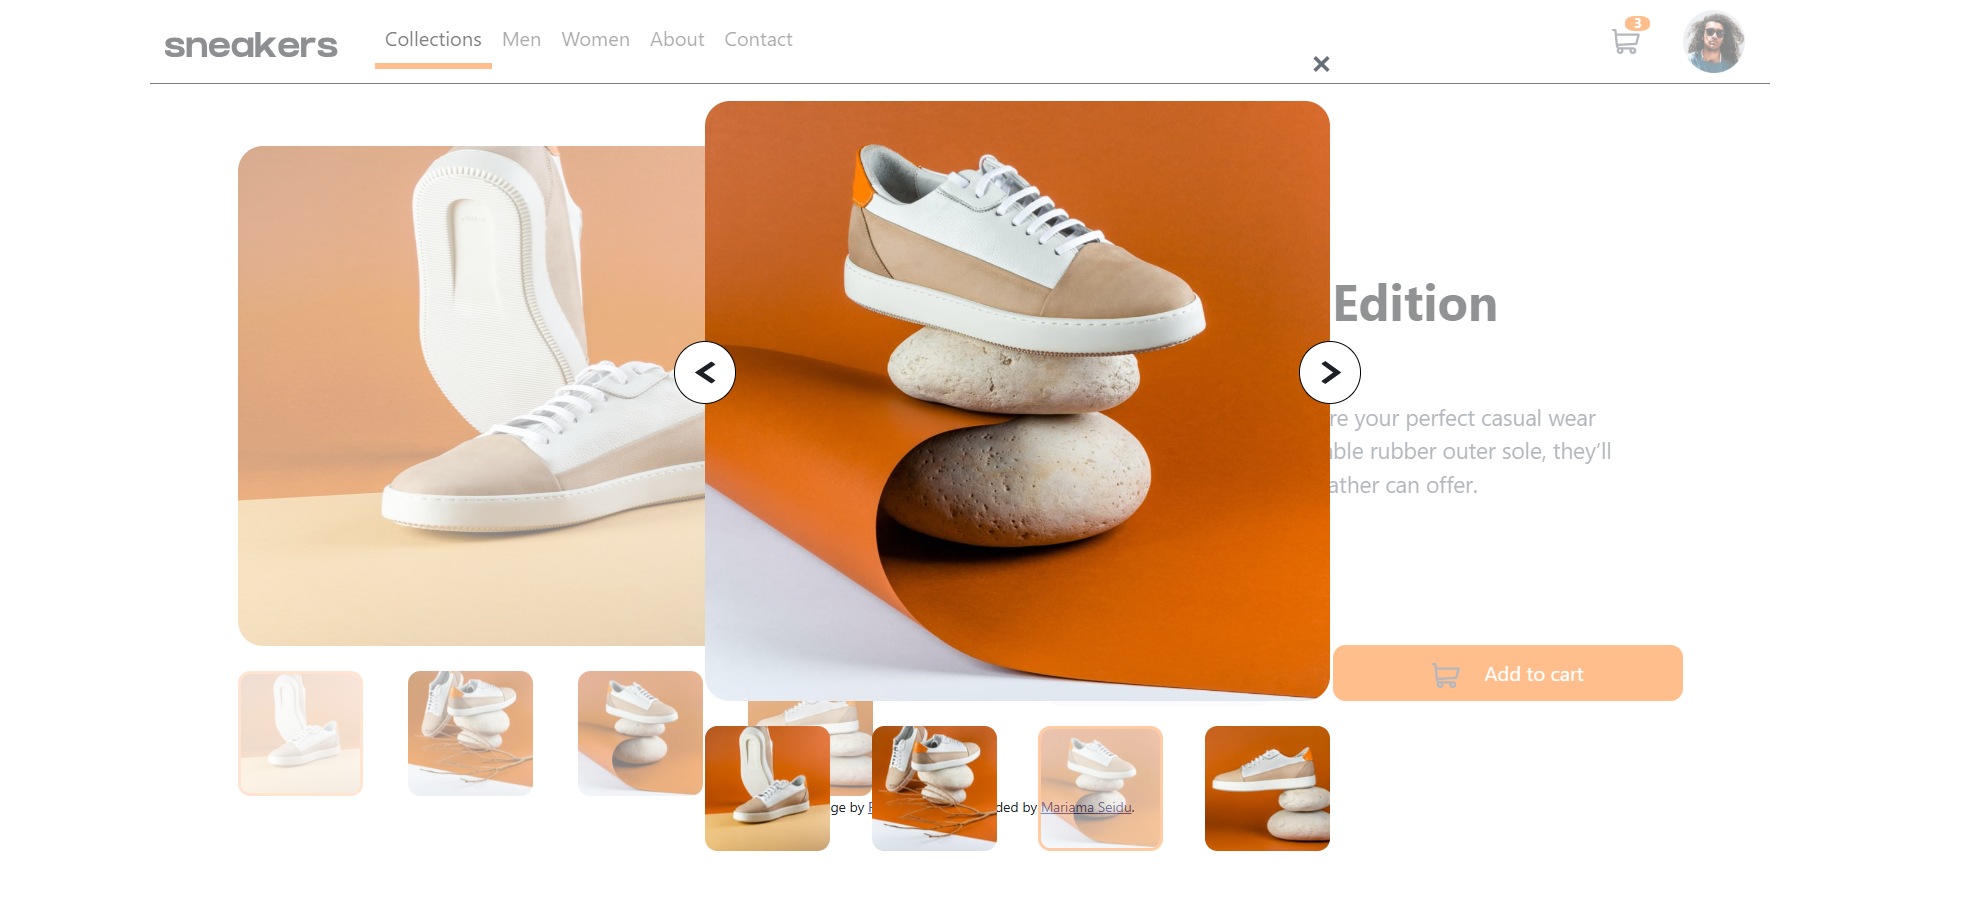 sneakers Collections Men Women About Contact 3
Edition
re your perfect casual wear
ble rubber outer sole, they'll
ather can offer.
Add to cart
ge by
ded by Mariama Seidu.